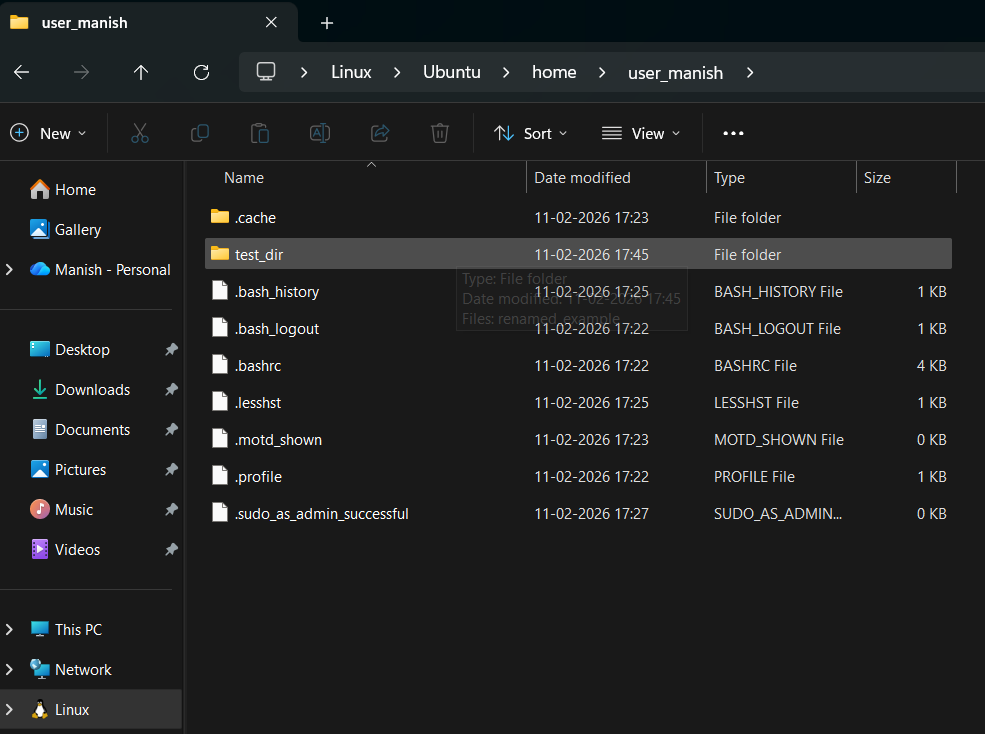 user_manish
Linux Ubuntu home user_manish
New Sort View
Name Date modified Type Size
Home
Gallery
Manish - Personal
Desktop
Downloads
Documents
Pictures
Music
Videos
This PC
Network
Linux
.cache 11-02-2026 17:23 File folder
test_dir 11-02-2026 17:45 File folder
Type: File folder
Date modified: 11-02-2026 17:45
Files: renamed_example
.bash_history 11-02-2026 17:25 BASH_HISTORY File 1 KB
.bash_logout 11-02-2026 17:22 BASH_LOGOUT File 1 KB
.bashrc 11-02-2026 17:22 BASHRC File 4 KB
.lesshst 11-02-2026 17:25 LESSHST File 1 KB
.motd_shown 11-02-2026 17:23 MOTD_SHOWN File 0 KB
.profile 11-02-2026 17:22 PROFILE File 1 KB
.sudo_as_admin_successful 11-02-2026 17:27 SUDO_AS_ADMIN... 0 KB